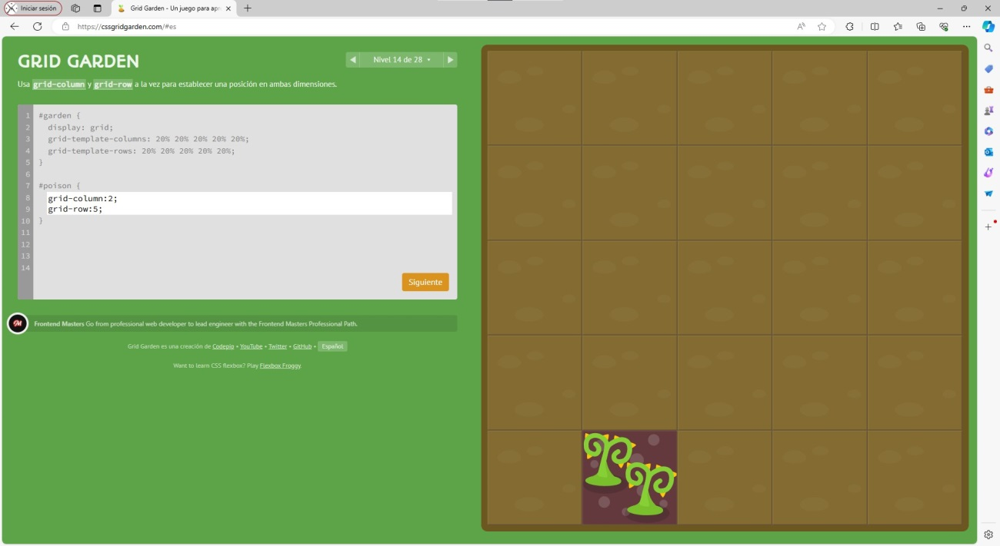 Iniciar sesión
Grid Garden - Un juego para apr
https://cssgridgarden.com/#es
GRID GARDEN
Nivel 14 de 28
Usa grid-column y grid-row a la vez para establecer una posición en ambas dimensiones.
1 #garden {
2 display: grid;
3 grid-template-columns: 20% 20% 20% 20% 20%;
4 grid-template-rows: 20% 20% 20% 20% 20%;
5 }
6
7 #poison {
8 grid-column:2;
9 grid-row:5;
10 }
11
12
13
14
Siguiente
Frontend Masters Go from professional web developer to lead engineer with the Frontend Masters Professional Path.
Grid Garden es una creación de Codepip • YouTube • Twitter • GitHub • Español
Want to learn CSS flexbox? Play Flexbox Froggy.